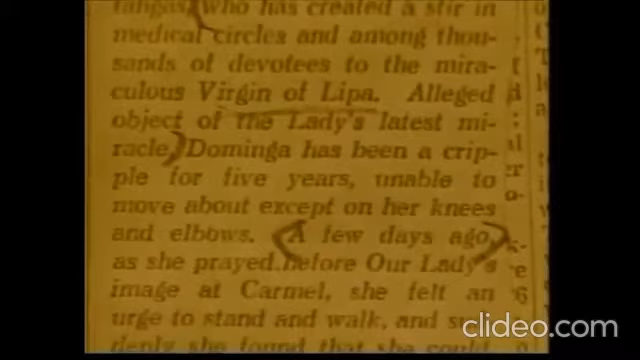 tangas, who has created a stir in
medical circles and among thou-
sands of devotees to the mira-
culous Virgin of Lipa. Alleged
object of the Lady's latest mi-
racle, Dominga has been a crip-
ple for five years, unable to
move about except on her knees
and elbows. A few days ago,
as she prayed before Our Lady's
image at Carmel, she felt an
urge to stand and walk, and sud-
denly she found that she could
clideo.com